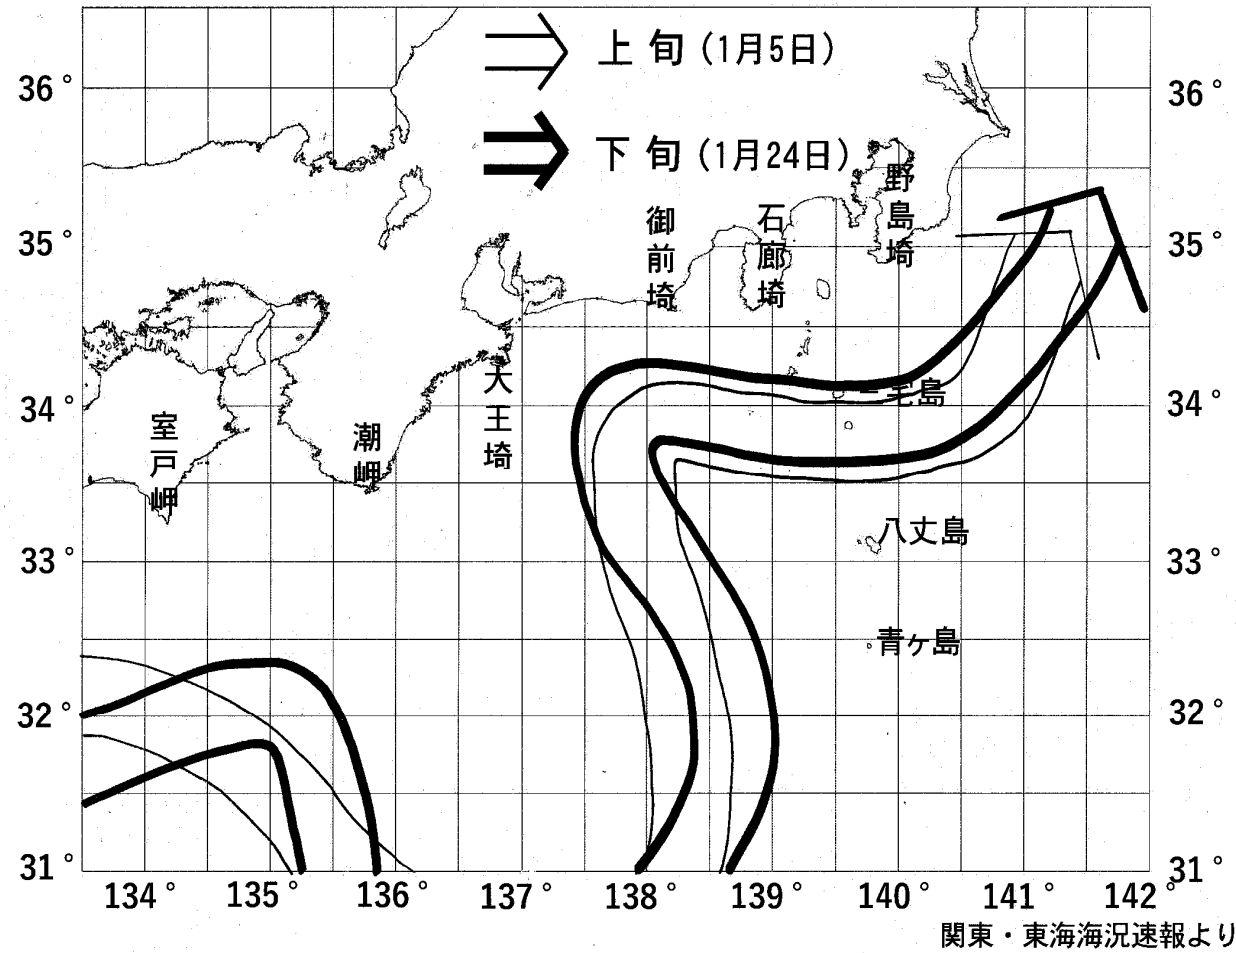 上旬(1月5日)
下旬(1月24日)
36° 36°
35° 35°
34° 34°
33° 33°
32° 32°
31° 31°
野島埼
石廊埼
御前埼
大王埼
潮岬
室戸岬
三宅島
八丈島
青ヶ島
134° 135° 136° 137° 138° 139° 140° 141° 142°
関東・東海海況速報より